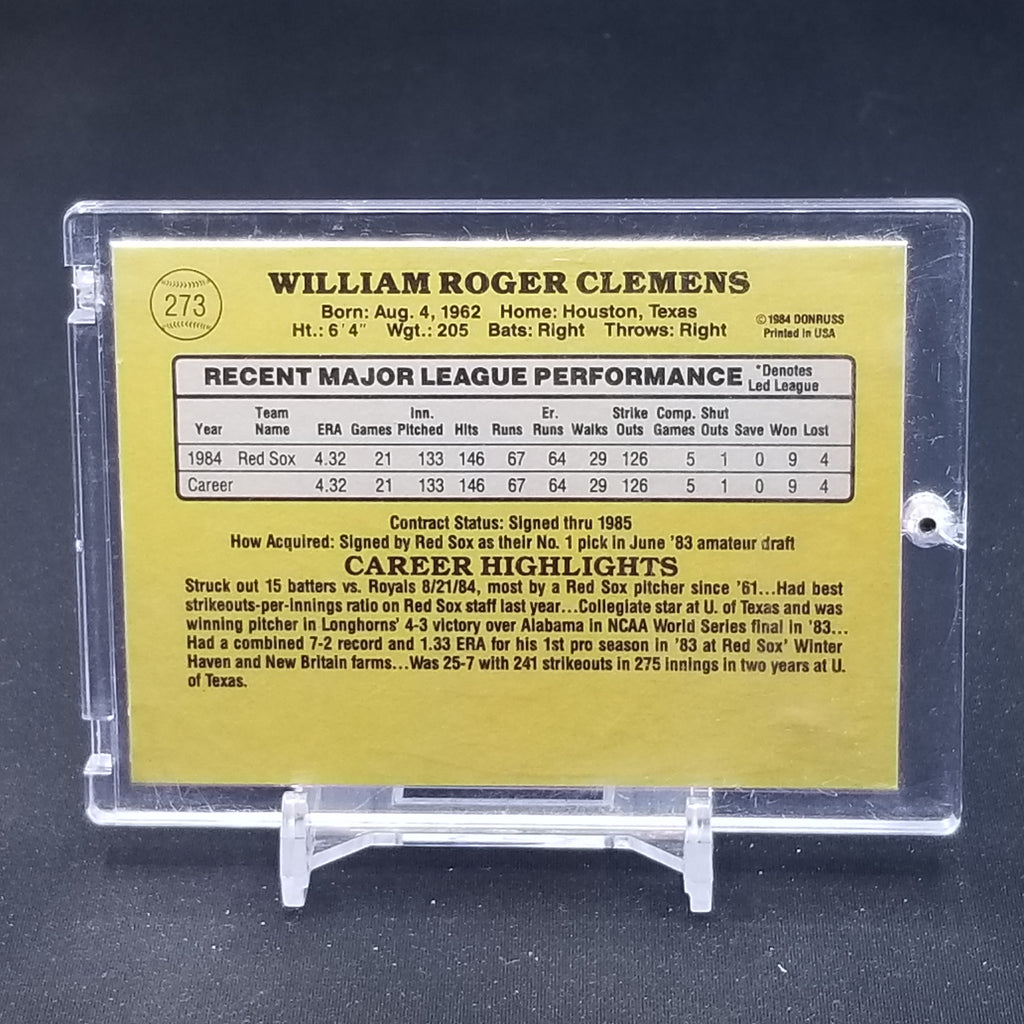 273
WILLIAM ROGER CLEMENS
Born: Aug. 4, 1962 Home: Houston, Texas
Ht.: 6'4" Wgt.: 205 Bats: Right Throws: Right
© 1984 DONRUSS
Printed in USA
RECENT MAJOR LEAGUE PERFORMANCE *Denotes Led League
Year Team Name ERA Games Inn. Pitched Hits Runs Er. Runs Walks Strike Outs Comp. Games Shut Outs Save Won Lost
1984 Red Sox 4.32 21 133 146 67 64 29 126 5 1 0 9 4
Career 4.32 21 133 146 67 64 29 126 5 1 0 9 4
Contract Status: Signed thru 1985
How Acquired: Signed by Red Sox as their No. 1 pick in June '83 amateur draft
CAREER HIGHLIGHTS
Struck out 15 batters vs. Royals 8/21/84, most by a Red Sox pitcher since '61...Had best
strikeouts-per-innings ratio on Red Sox staff last year...Collegiate star at U. of Texas and was
winning pitcher in Longhorns' 4-3 victory over Alabama in NCAA World Series final in '83...
Had a combined 7-2 record and 1.33 ERA for his 1st pro season in '83 at Red Sox' Winter
Haven and New Britain farms...Was 25-7 with 241 strikeouts in 275 innings in two years at U.
of Texas.